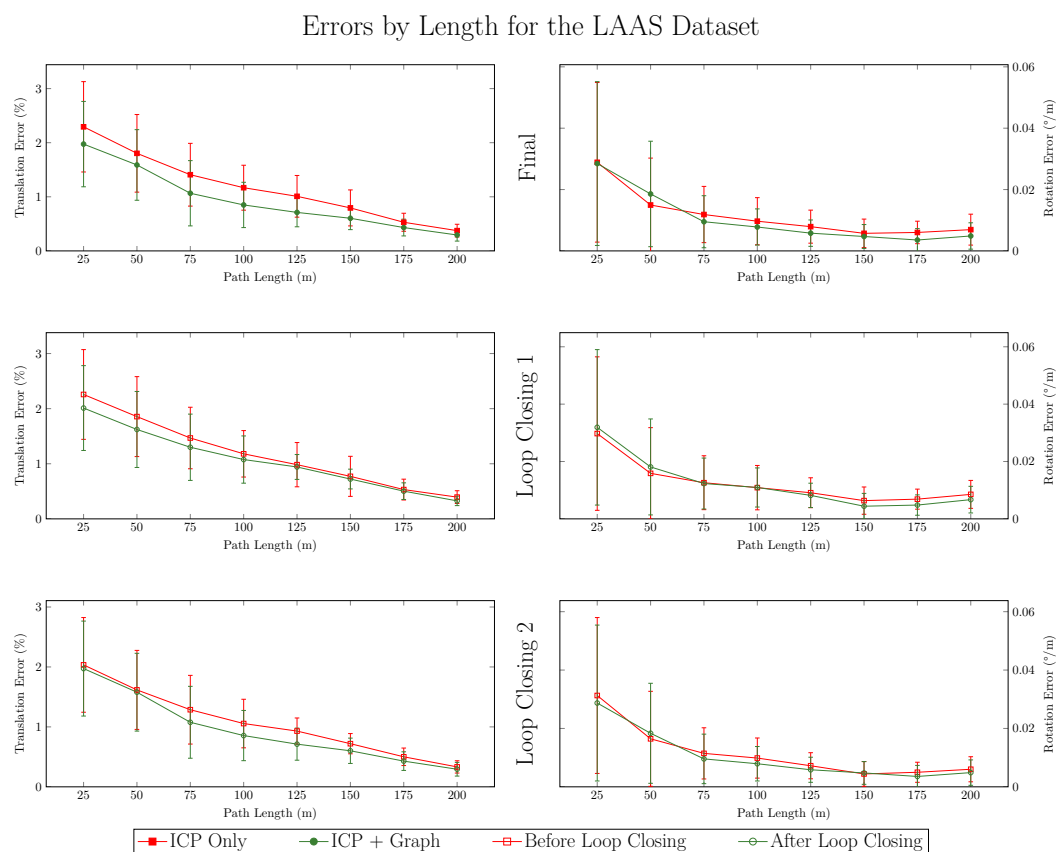 Errors by Length for the LAAS Dataset
3
2
1
0
Translation Error (%)
25 50 75 100 125 150 175 200
Path Length (m)
Final
0.06
0.04
0.02
0
Rotation Error (°/m)
25 50 75 100 125 150 175 200
Path Length (m)
3
2
1
0
Translation Error (%)
25 50 75 100 125 150 175 200
Path Length (m)
Loop Closing 1
0.06
0.04
0.02
0
Rotation Error (°/m)
25 50 75 100 125 150 175 200
Path Length (m)
3
2
1
0
Translation Error (%)
25 50 75 100 125 150 175 200
Path Length (m)
Loop Closing 2
0.06
0.04
0.02
0
Rotation Error (°/m)
25 50 75 100 125 150 175 200
Path Length (m)
ICP Only ICP + Graph Before Loop Closing After Loop Closing